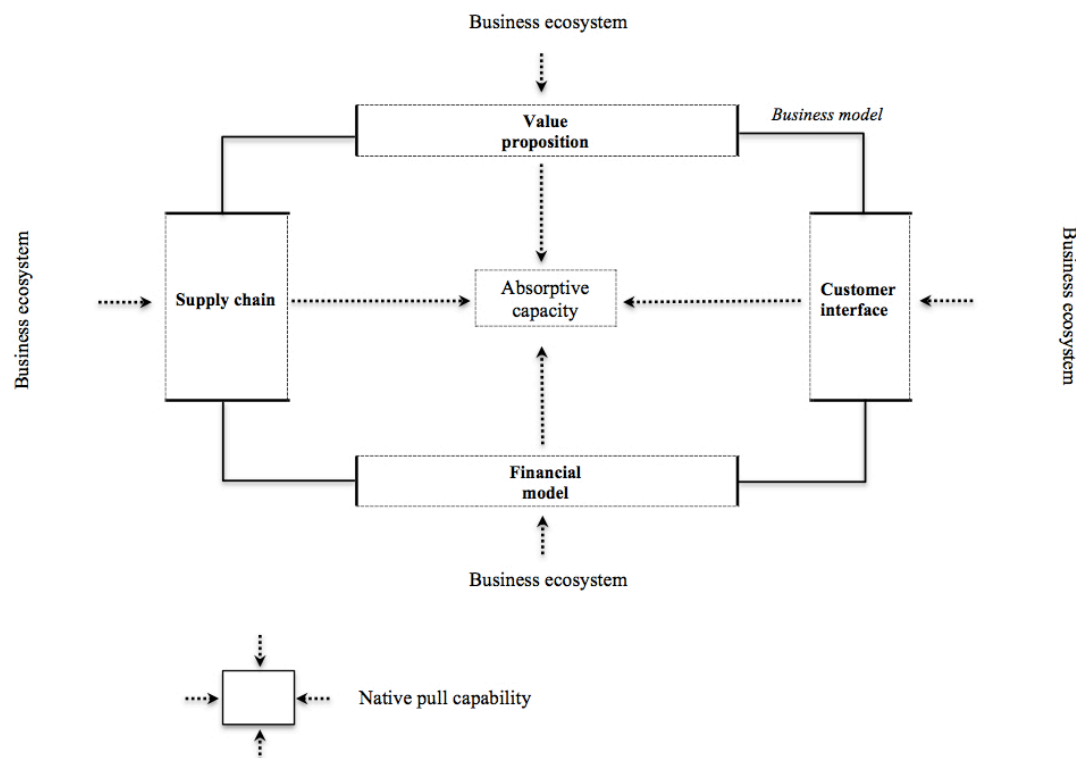 Business ecosystem
Value
proposition
Business model
Business ecosystem
Supply chain
Absorptive
capacity
Customer
interface
Business ecosystem
Financial
model
Business ecosystem
Native pull capability